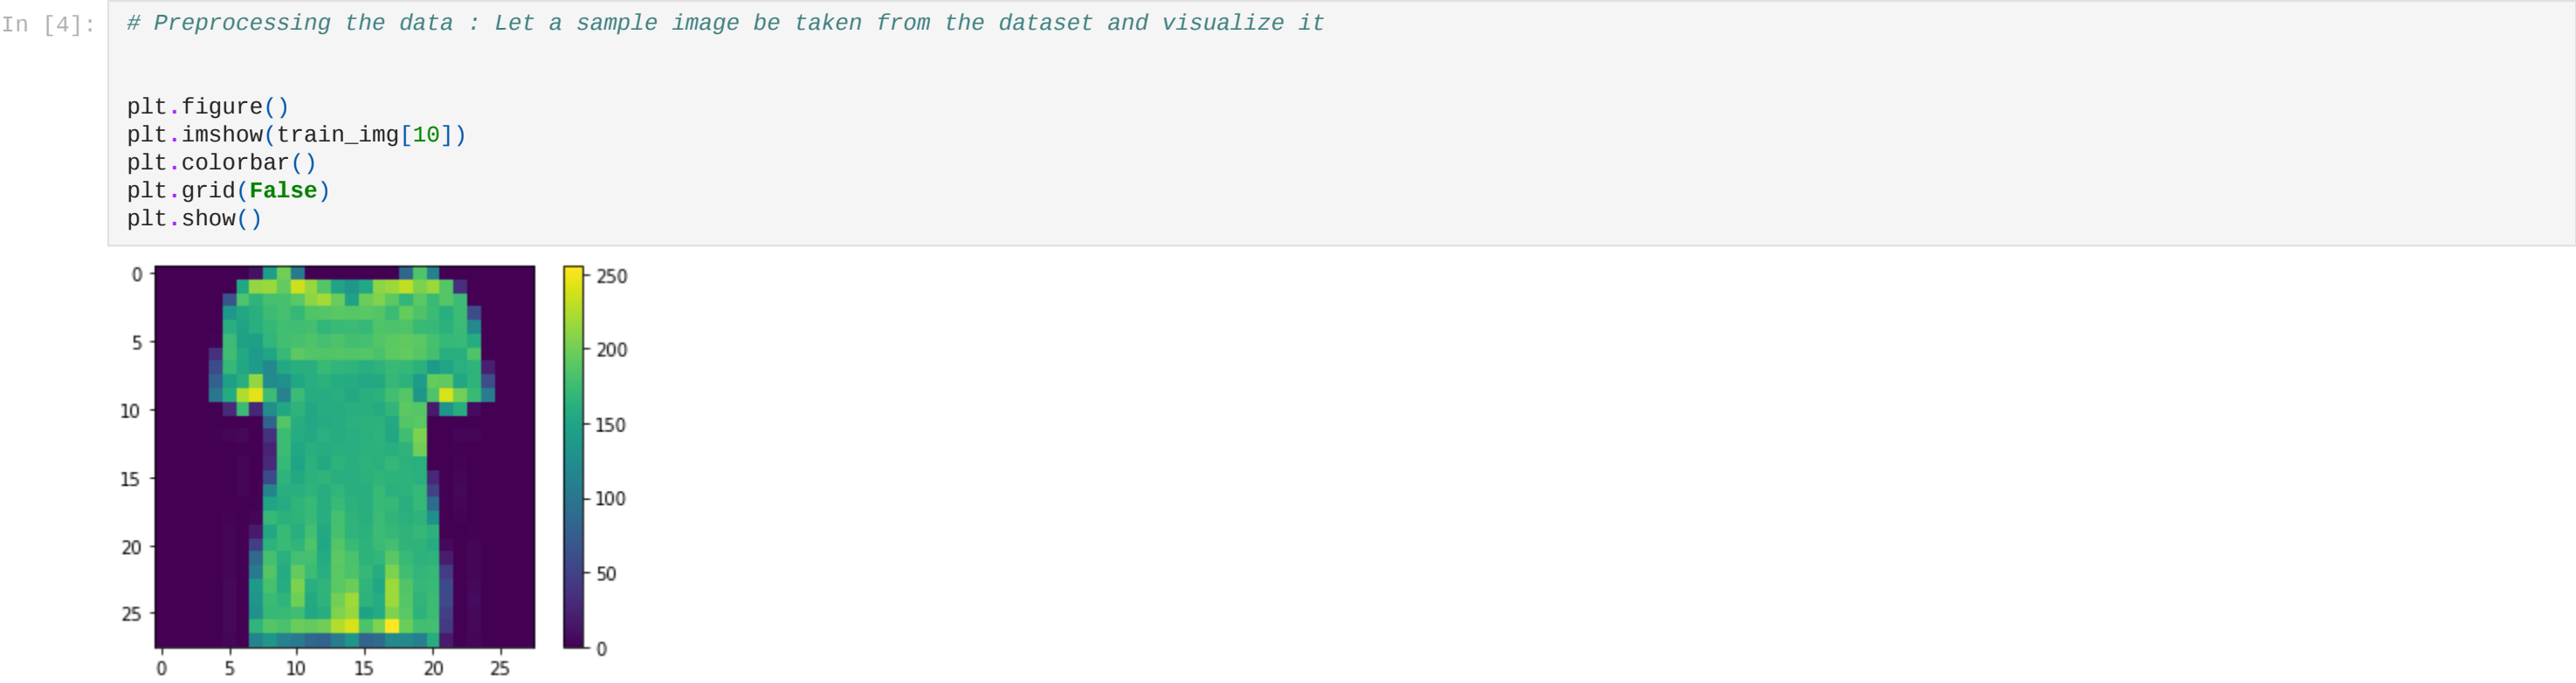 In [4]:
# Preprocessing the data : Let a sample image be taken from the dataset and visualize it
plt.figure()
plt.imshow(train_img[10])
plt.colorbar()
plt.grid(False)
plt.show()
0
5
10
15
20
25
0 5 10 15 20 25
250
200
150
100
50
0